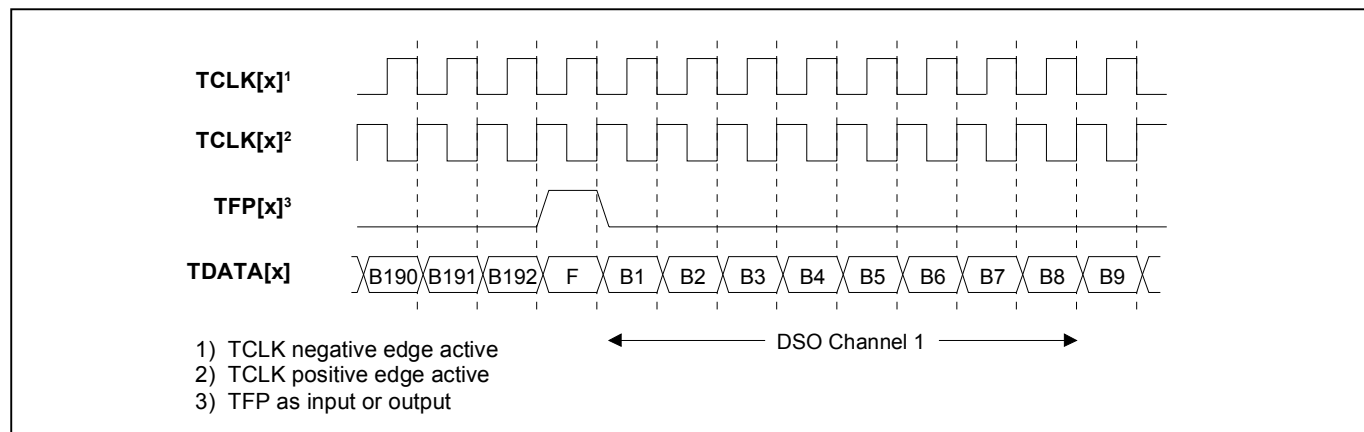 TCLK[x]¹
TCLK[x]²
TFP[x]³
TDATA[x] B190 B191 B192 F B1 B2 B3 B4 B5 B6 B7 B8 B9
DSO Channel 1
1) TCLK negative edge active
2) TCLK positive edge active
3) TFP as input or output